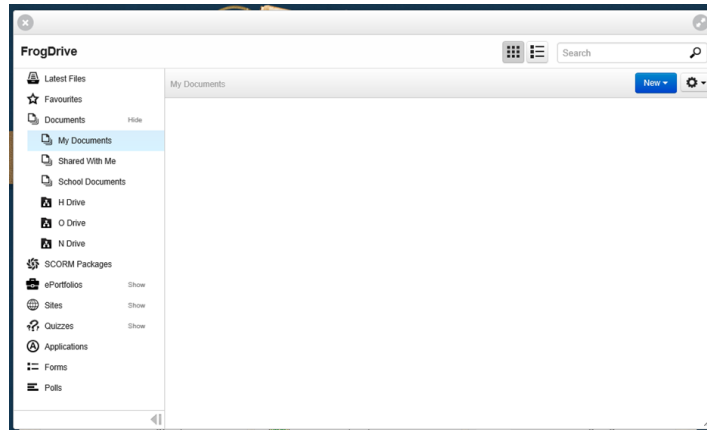 FrogDrive
Search
Latest Files
Favourites
Documents Hide
My Documents
Shared With Me
School Documents
H Drive
O Drive
N Drive
SCORM Packages
ePortfolios Show
Sites Show
Quizzes Show
Applications
Forms
Polls
My Documents
New